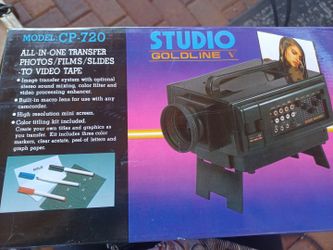 MODEL: CP-720
ALL-IN-ONE TRANSFER
PHOTOS/FILMS/SLIDES
TO VIDEO TAPE
• Image transfer system with optional
stereo sound mixing, color filter and
video processing enhancer.
• Built-in macro lens for use with any
camcorder.
• High resolution mini screen.
• Color titling kit included.
Create your own titles and graphics as
you transfer. Kit includes three color
markers, clear acetate, peel of letters and
graph paper.
STUDIO
GOLDLINE V